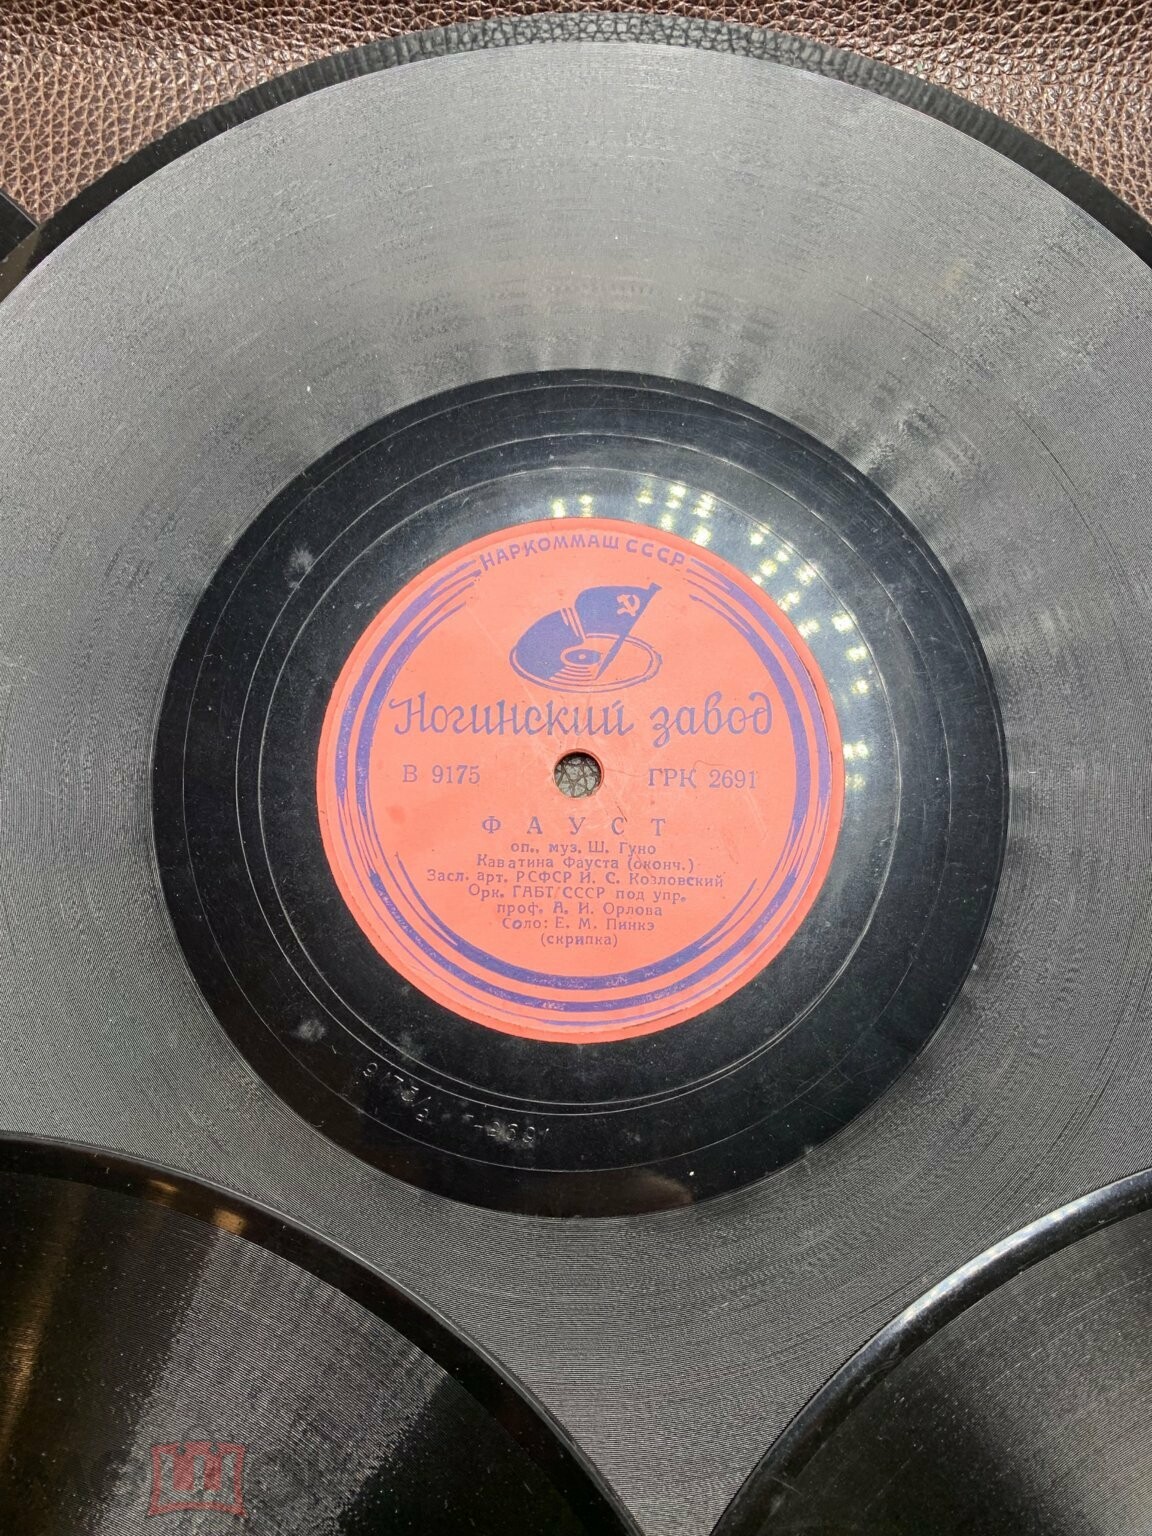 НАРКОММАШ СССР
Ногинский завод
В 9175 ГРК 2691
ФАУСТ
оп., муз. Ш. Гуно
Каватина Фауста (оконч.)
Засл. арт. РСФСР И. С. Козловский
Орк. ГАБТ СССР под упр.
проф. А. И. Орлова
Соло: Е. М. Пинкэ
(скрипка)